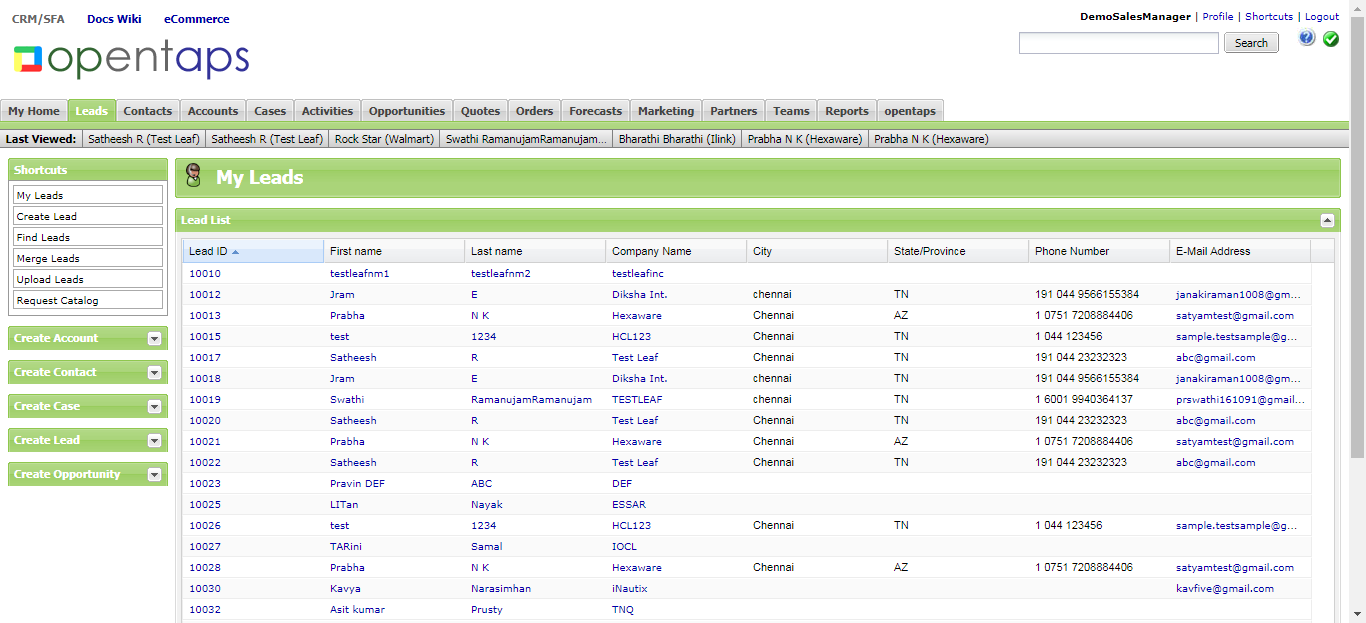 CRM/SFA Docs Wiki eCommerce
DemoSalesManager | Profile | Shortcuts | Logout
opentaps
Search
My Home Leads Contacts Accounts Cases Activities Opportunities Quotes Orders Forecasts Marketing Partners Teams Reports opentaps
Last Viewed: Satheesh R (Test Leaf) Satheesh R (Test Leaf) Rock Star (Walmart) Swathi RamanujamRamanujam... Bharathi Bharathi (Ilink) Prabha N K (Hexaware) Prabha N K (Hexaware)
Shortcuts
My Leads
Create Lead
Find Leads
Merge Leads
Upload Leads
Request Catalog
Create Account
Create Contact
Create Case
Create Lead
Create Opportunity
My Leads
Lead List
Lead ID First name Last name Company Name City State/Province Phone Number E-Mail Address
10010 testleafnm1 testleafnm2 testleafinc
10012 Jram E Diksha Int. chennai TN 191 044 9566155384 janakiraman1008@gm...
10013 Prabha N K Hexaware Chennai AZ 1 0751 7208884406 satyamtest@gmail.com
10015 test 1234 HCL123 Chennai TN 1 044 123456 sample.testsample@g...
10017 Satheesh R Test Leaf Chennai TN 191 044 23232323 abc@gmail.com
10018 Jram E Diksha Int. chennai TN 191 044 9566155384 janakiraman1008@gm...
10019 Swathi RamanujamRamanujam TESTLEAF chennai TN 1 6001 9940364137 prswathi161091@gmail...
10020 Satheesh R Test Leaf Chennai TN 191 044 23232323 abc@gmail.com
10021 Prabha N K Hexaware Chennai AZ 1 0751 7208884406 satyamtest@gmail.com
10022 Satheesh R Test Leaf Chennai TN 191 044 23232323 abc@gmail.com
10023 Pravin DEF ABC DEF
10025 LITan Nayak ESSAR
10026 test 1234 HCL123 Chennai TN 1 044 123456 sample.testsample@g...
10027 TARini Samal IOCL
10028 Prabha N K Hexaware Chennai AZ 1 0751 7208884406 satyamtest@gmail.com
10030 Kavya Narasimhan iNautix kavfive@gmail.com
10032 Asit kumar Prusty TNQ